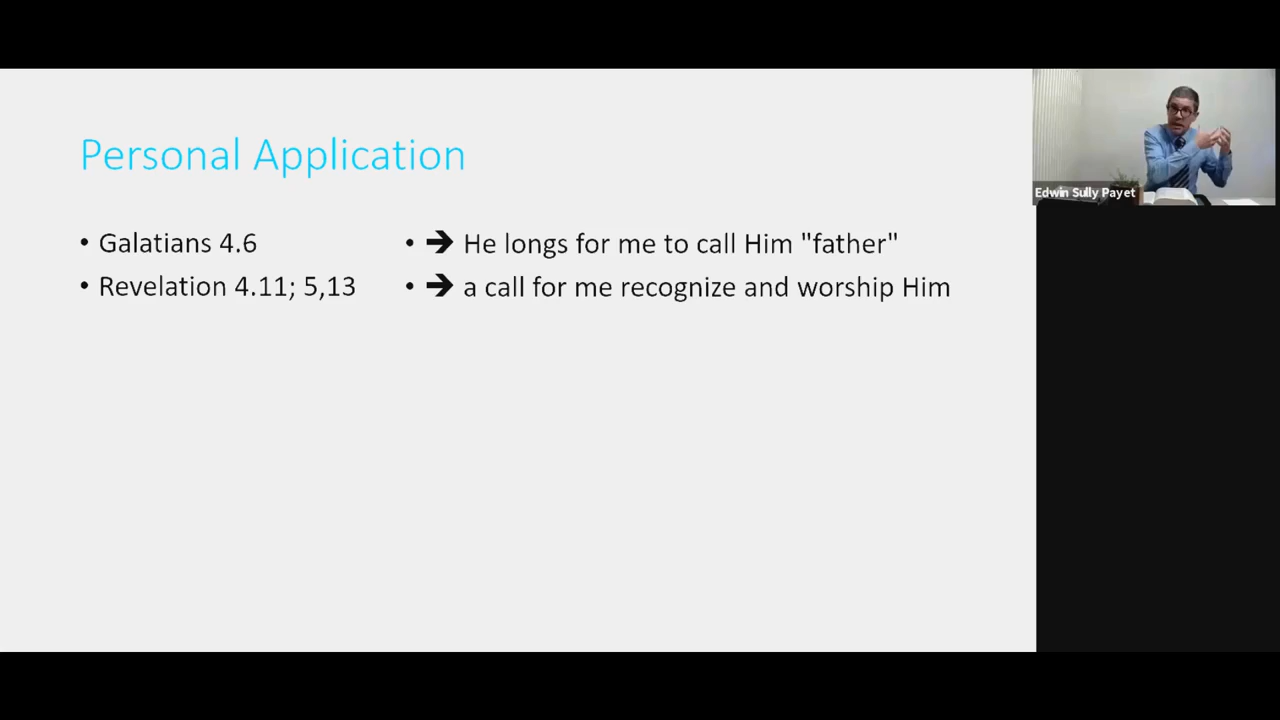 Personal Application
• Galatians 4.6
• ➔ He longs for me to call Him "father"
• Revelation 4.11; 5,13
• ➔ a call for me recognize and worship Him
Edwin Sully Payet